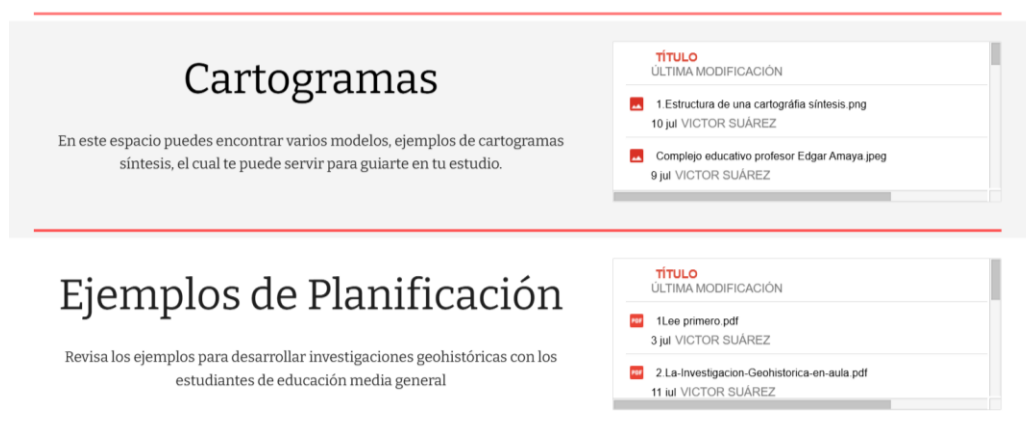 Cartogramas
En este espacio puedes encontrar varios modelos, ejemplos de cartogramas
síntesis, el cual te puede servir para guiarte en tu estudio.
TÍTULO
ÚLTIMA MODIFICACIÓN
1.Estructura de una cartográfia síntesis.png
10 jul VICTOR SUÁREZ
Complejo educativo profesor Edgar Amaya.jpeg
9 jul VICTOR SUÁREZ
Ejemplos de Planificación
Revisa los ejemplos para desarrollar investigaciones geohistóricas con los
estudiantes de educación media general
TÍTULO
ÚLTIMA MODIFICACIÓN
PDF 1Lee primero.pdf
3 jul VICTOR SUÁREZ
PDF 2.La-Investigacion-Geohistorica-en-aula.pdf
11 jul VICTOR SUÁREZ